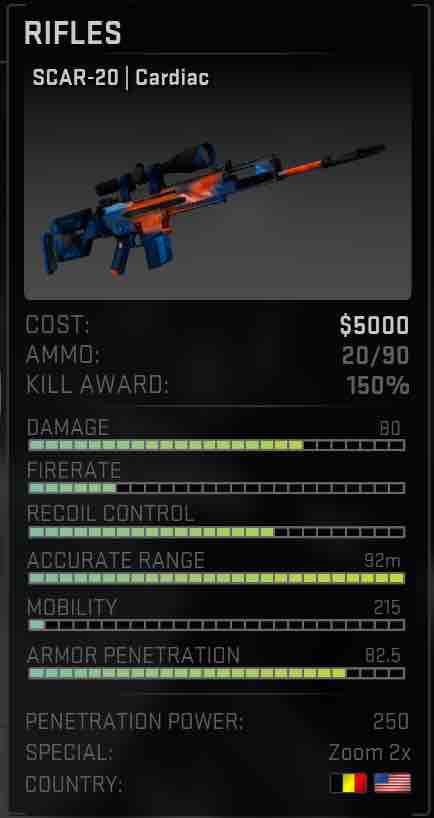 RIFLES
SCAR-20 | Cardiac
COST: $5000
AMMO: 20/90
KILL AWARD: 150%
DAMAGE 80
FIRERATE
RECOIL CONTROL
ACCURATE RANGE 92m
MOBILITY 215
ARMOR PENETRATION 82.5
PENETRATION POWER: 250
SPECIAL: Zoom 2x
COUNTRY: